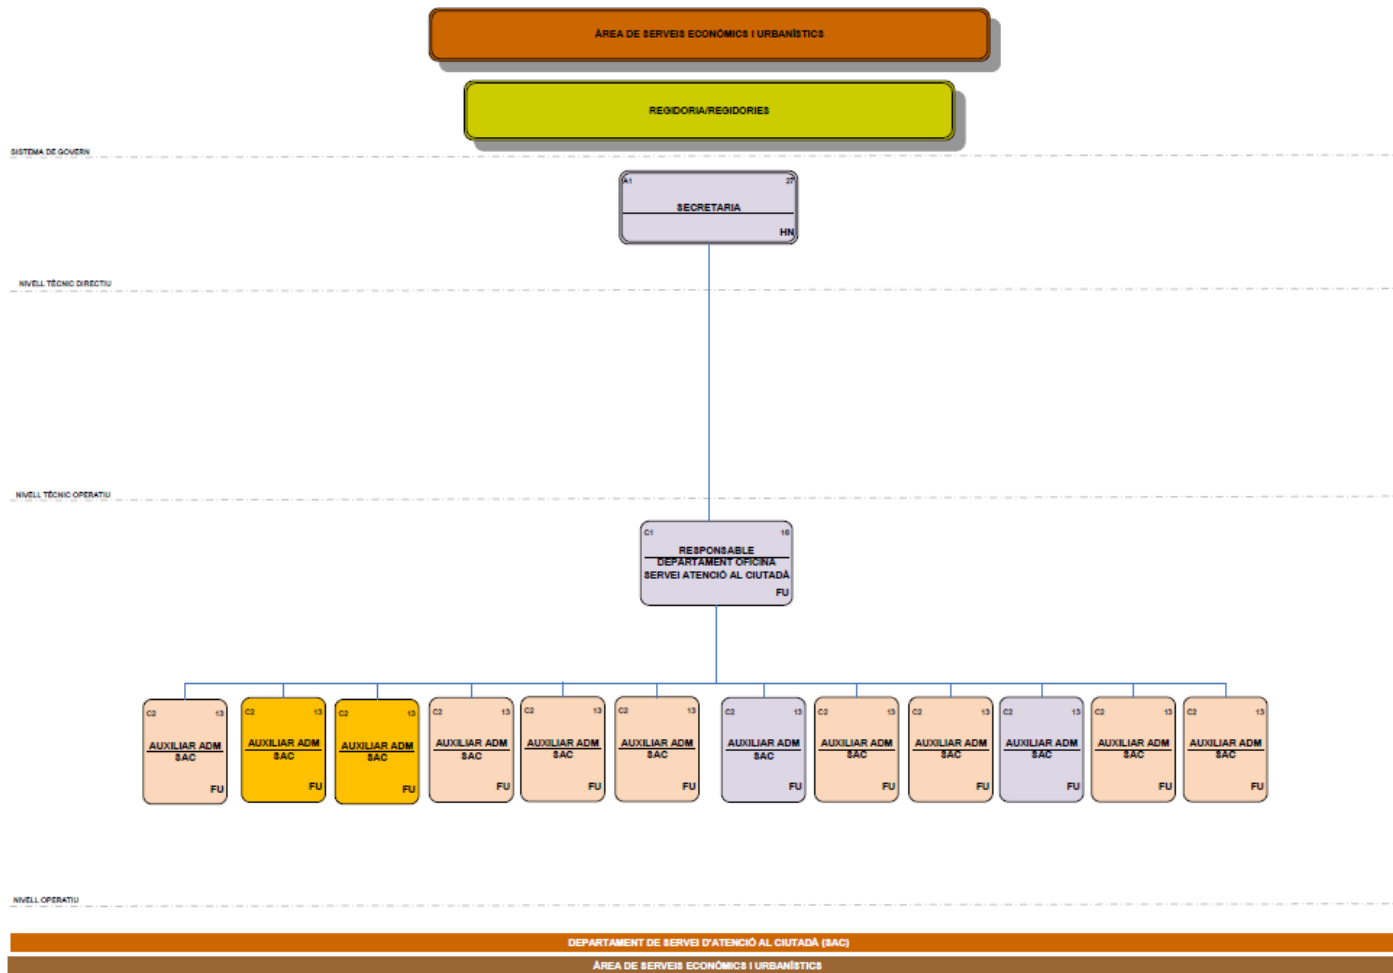 ÀREA DE SERVEIS ECONÒMICS I URBANÍSTICS
REGIDORIA/REGIDORIES
SISTEMA DE GOVERN
A1 27
SECRETARIA
HN
NIVELL TÈCNIC DIRECTIU
NIVELL TÈCNIC OPERATIU
C1 16
RESPONSABLE
DEPARTAMENT OFICINA
SERVEI ATENCIÓ AL CIUTADÀ
FU
C2 13 C2 13 C2 13 C2 13 C2 13 C2 13 C2 13 C2 13 C2 13 C2 13 C2 13 C2 13
AUXILIAR ADM AUXILIAR ADM AUXILIAR ADM AUXILIAR ADM AUXILIAR ADM AUXILIAR ADM AUXILIAR ADM AUXILIAR ADM AUXILIAR ADM AUXILIAR ADM AUXILIAR ADM AUXILIAR ADM
SAC SAC SAC SAC SAC SAC SAC SAC SAC SAC SAC SAC
FU FU FU FU FU FU FU FU FU FU FU FU
NIVELL OPERATIU
DEPARTAMENT DE SERVEI D'ATENCIÓ AL CIUTADÀ (SAC)
ÀREA DE SERVEIS ECONÒMICS I URBANÍSTICS